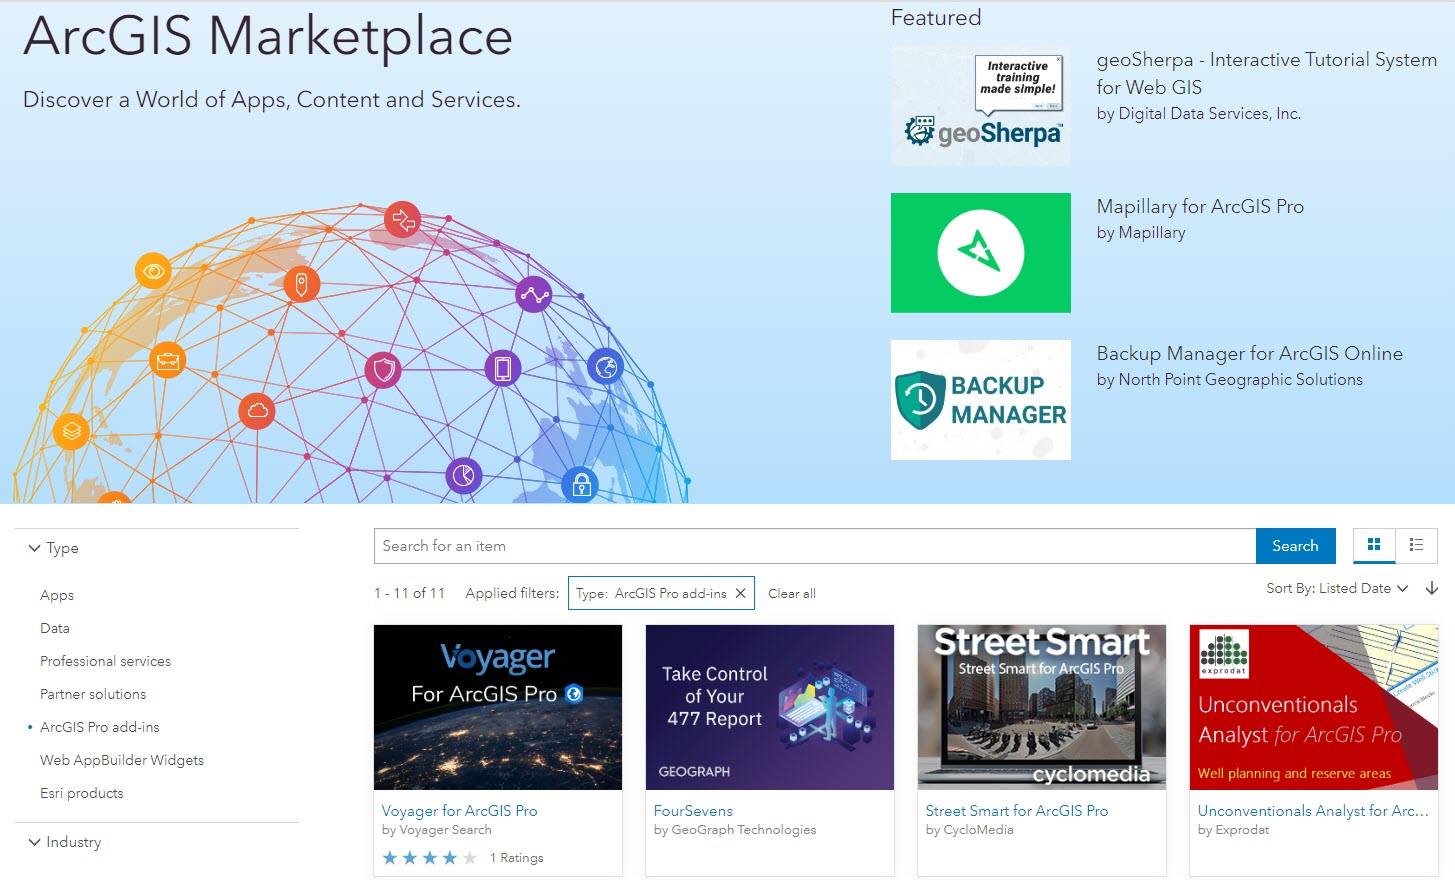 ArcGIS Marketplace
Discover a World of Apps, Content and Services.
Featured
Interactive
training
made simple!
geoSherpa™
geoSherpa - Interactive Tutorial System
for Web GIS
by Digital Data Services, Inc.
Mapillary for ArcGIS Pro
by Mapillary
BACKUP
MANAGER
Backup Manager for ArcGIS Online
by North Point Geographic Solutions
Type
Apps
Data
Professional services
Partner solutions
ArcGIS Pro add-ins
Web AppBuilder Widgets
Esri products
Industry
Search for an item
Search
1 - 11 of 11
Applied filters:
Type: ArcGIS Pro add-ins
Clear all
Sort By: Listed Date
Voyager
For ArcGIS Pro
Voyager for ArcGIS Pro
by Voyager Search
1 Ratings
Take Control
of Your
477 Report
GEOGRAPH
FourSevens
by GeoGraph Technologies
Street Smart
Street Smart for ArcGIS Pro
cyclomedia
Street Smart for ArcGIS Pro
by CycloMedia
exprodat
Unconventionals
Analyst for ArcGIS Pro
Well planning and reserve areas
Unconventionals Analyst for Arc...
by Exprodat